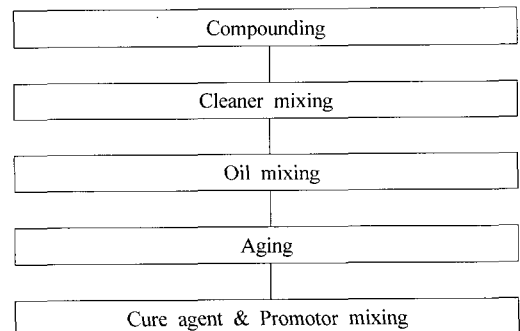 Compounding
Cleaner mixing
Oil mixing
Aging
Cure agent & Promotor mixing